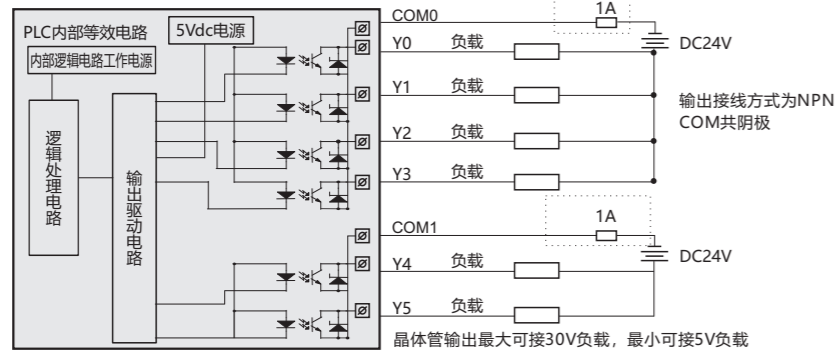 PLC内部等效电路
5Vdc电源
内部逻辑电路工作电源
逻辑处理电路
输出驱动电路
COM0
1A
DC24V
Y0 负载
Y1 负载
输出接线方式为NPN
COM共阴极
Y2 负载
Y3 负载
COM1
1A
DC24V
Y4 负载
Y5 负载
晶体管输出最大可接30V负载，最小可接5V负载